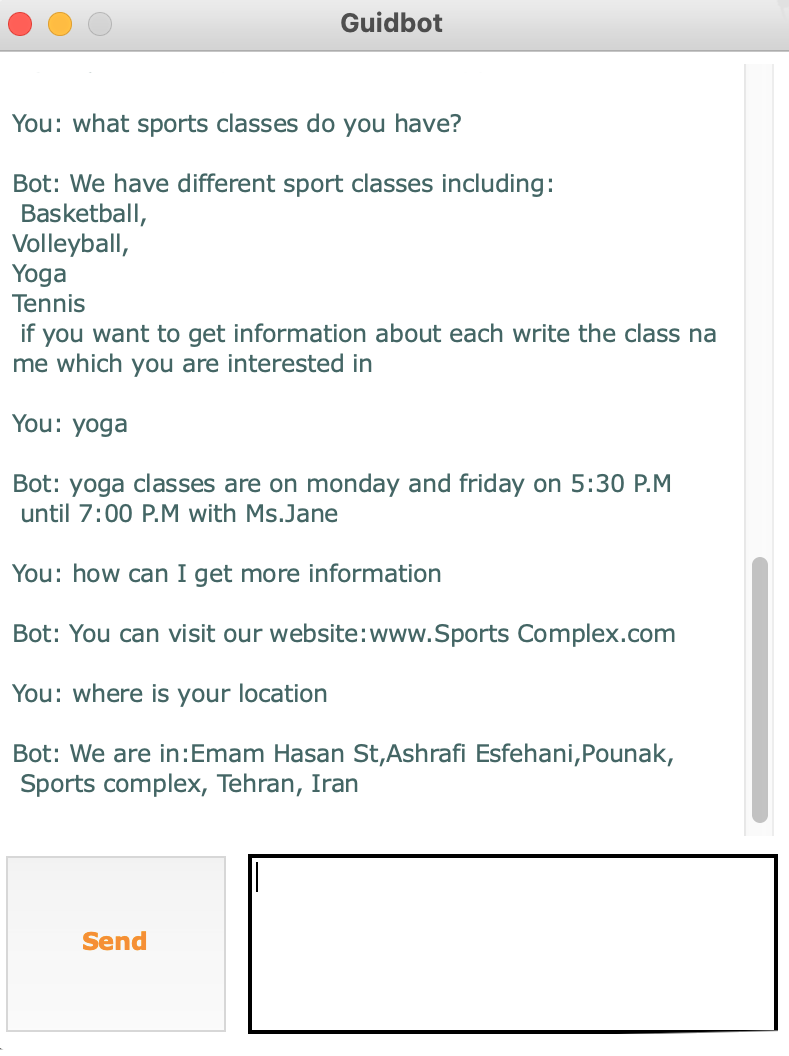 Guidbot
You: what sports classes do you have?
Bot: We have different sport classes including:
Basketball,
Volleyball,
Yoga
Tennis
if you want to get information about each write the class na
me which you are interested in
You: yoga
Bot: yoga classes are on monday and friday on 5:30 P.M
until 7:00 P.M with Ms.Jane
You: how can I get more information
Bot: You can visit our website:www.Sports Complex.com
You: where is your location
Bot: We are in:Emam Hasan St,Ashrafi Esfehani,Pounak,
Sports complex, Tehran, Iran
Send